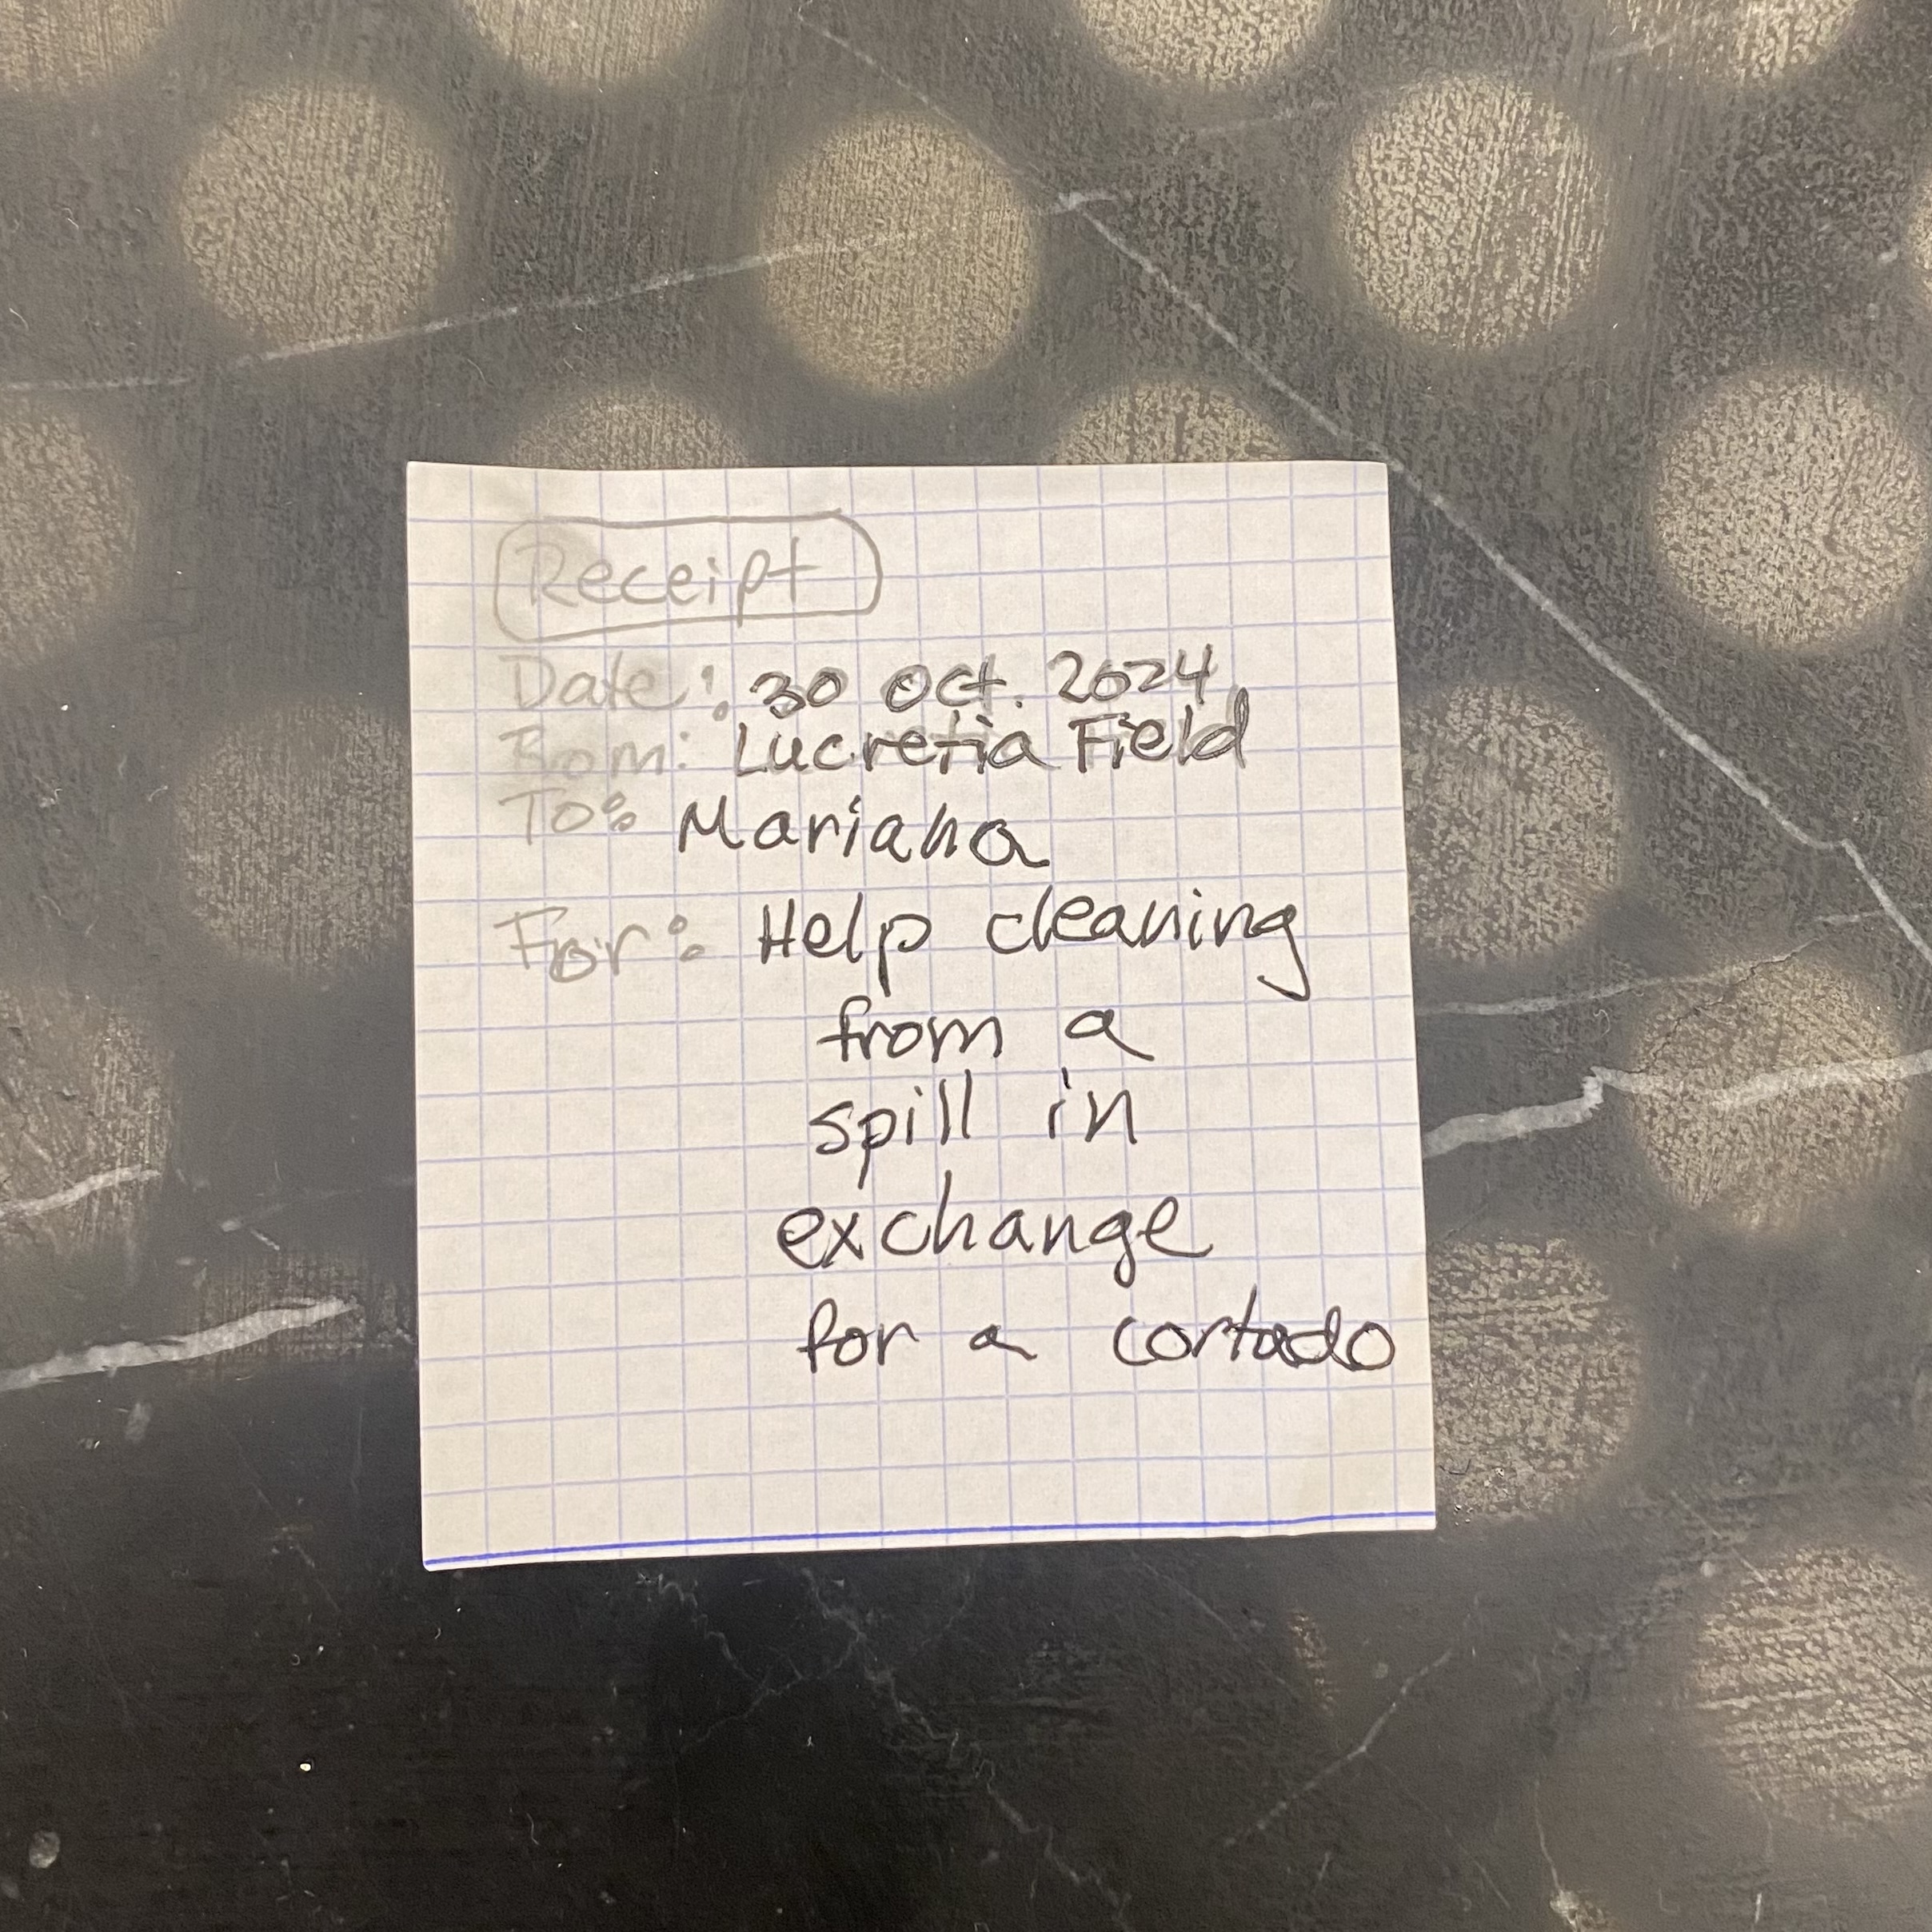 Receipt
Date: 30 Oct. 2024
From: Lucretia Field
To: Mariana
For: Help cleaning
from a
spill in
exchange
for a cortado